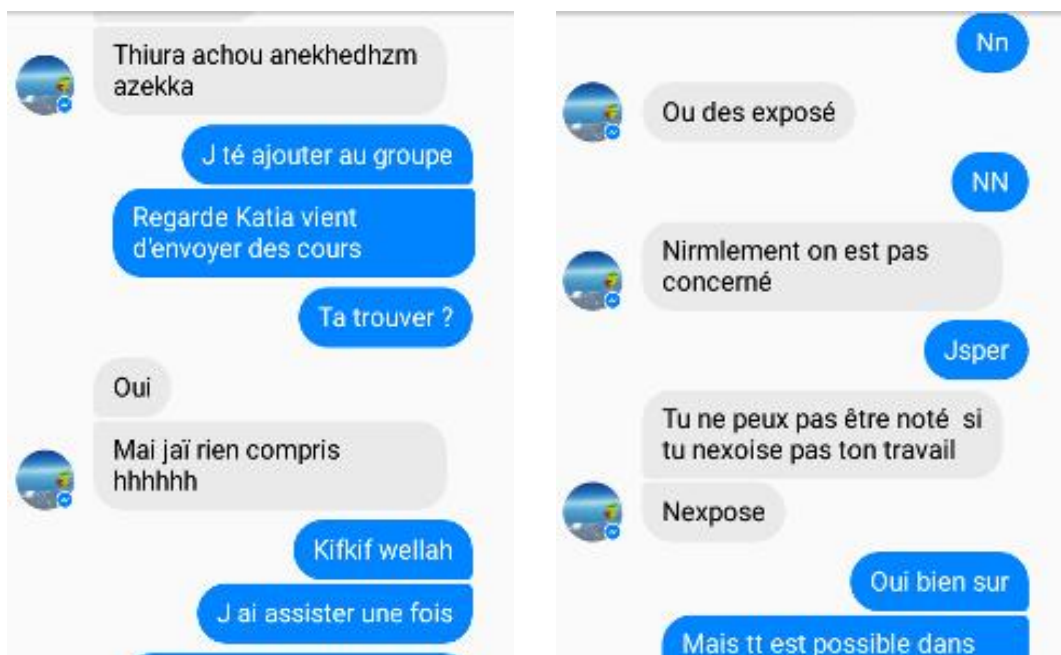 Thiura achou anekhedhzm
azekka
J té ajouter au groupe
Regarde Katia vient
d'envoyer des cours
Ta trouver ?
Oui
Mai jaï rien compris
hhhhhh
Kifkif wellah
J ai assister une fois
Nn
Ou des exposé
NN
Nirmlement on est pas
concerné
Jsper
Tu ne peux pas être noté si
tu nexoise pas ton travail
Nexpose
Oui bien sur
Mais tt est possible dans